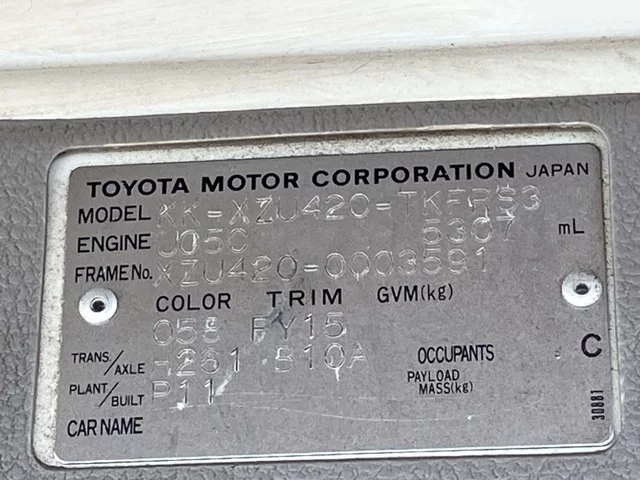 TOYOTA MOTOR CORPORATION JAPAN
MODEL KK-XZU420-TKFRS3
ENGINE J05C 5307 mL
FRAME No. XZU420-0003591
COLOR TRIM GVM(kg)
058 FY15
TRANS./AXLE -261 B10A OCCUPANTS C
PLANT/BUILT P11 PAYLOAD MASS(kg)
CAR NAME
30881